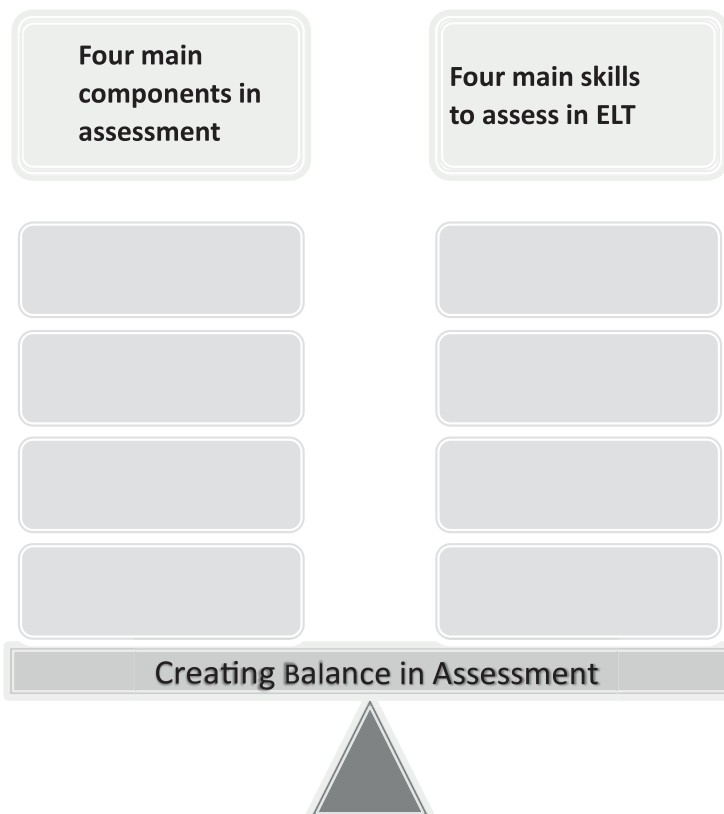 Four main
components in
assessment
Four main skills
to assess in ELT
Creating Balance in Assessment